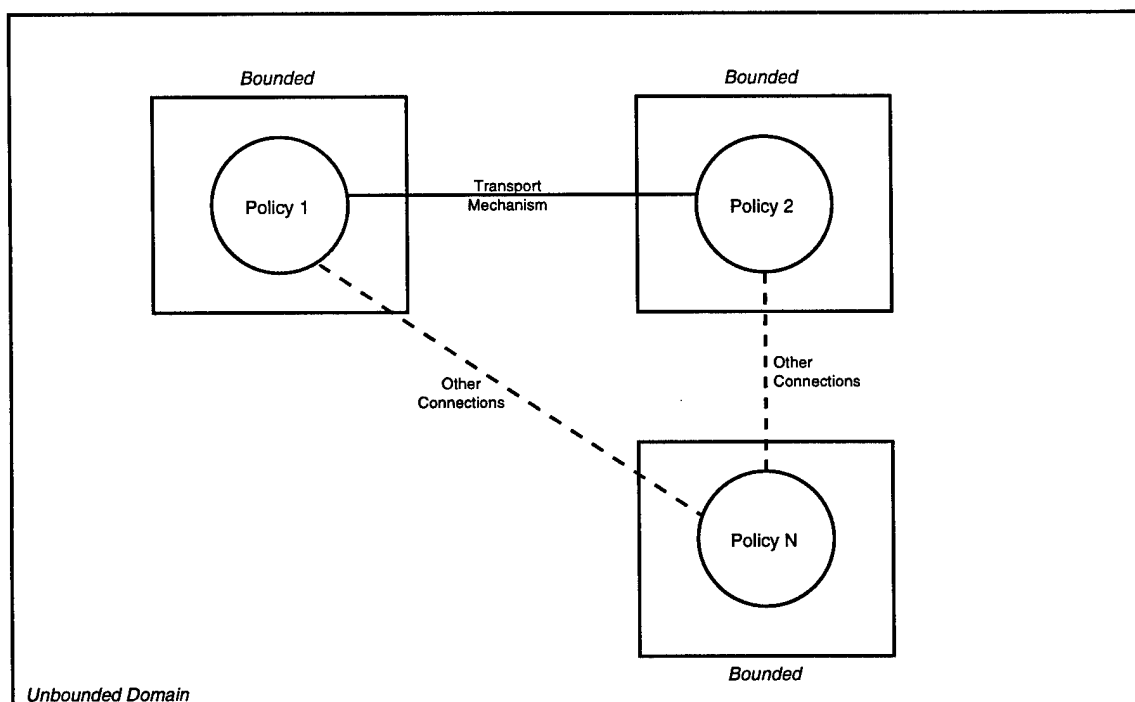 Bounded
Bounded
Policy 1
Transport
Mechanism
Policy 2
Other
Connections
Other
Connections
Policy N
Bounded
Unbounded Domain